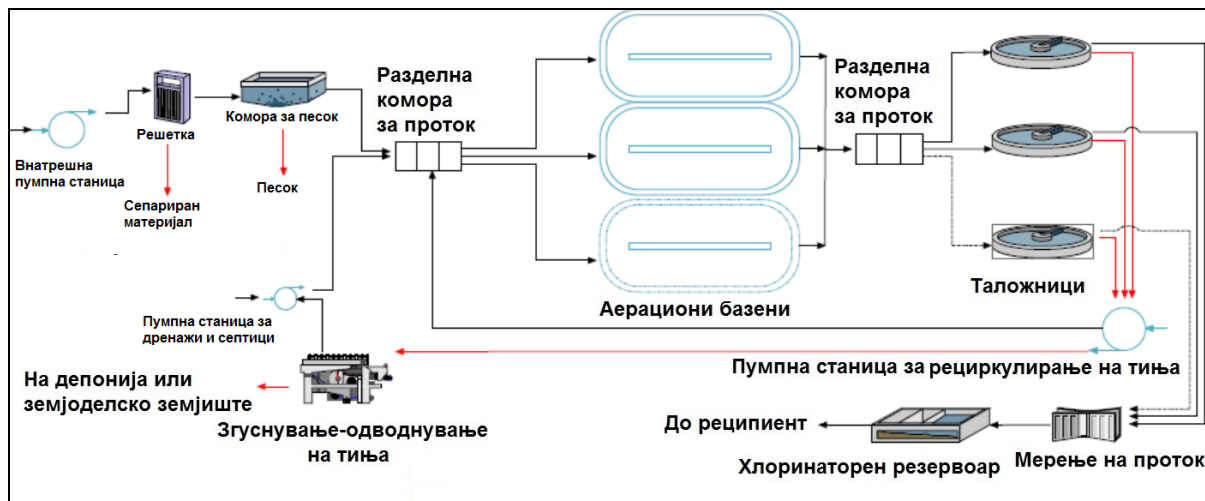 Разделна
комора
за проток
Разделна
комора
за проток
Решетка
Комора за песок
Внатрешна
пумпна станица
Песок
Сепариран
материјал
Аерациони базени
Таложници
Пумпна станица за
дренажи и септици
Пумпна станица за рециркулирање на тиња
На депонија или
земјоделско земјиште
Згуснување-одводнување
на тиња
До реципиент
Хлоринаторен резервоар
Мерење на проток